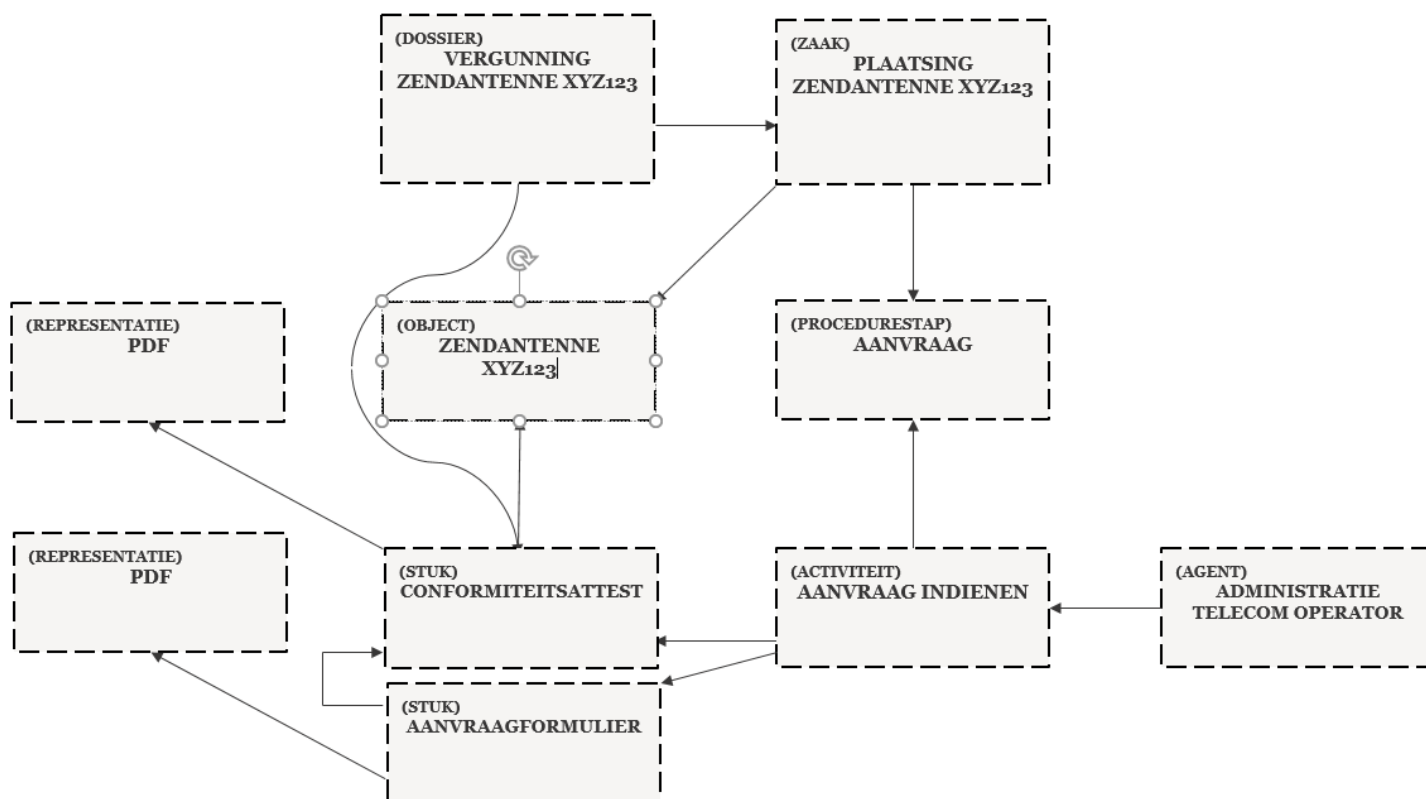 (DOSSIER)
VERGUNNING
ZENDANTENNE XYZ123
(ZAAK)
PLAATSING
ZENDANTENNE XYZ123
(REPRESENTATIE)
PDF
(OBJECT)
ZENDANTENNE
XYZ123
(PROCEDURESTAP)
AANVRAAG
(REPRESENTATIE)
PDF
(STUK)
CONFORMITEITSATTEST
(ACTIVITEIT)
AANVRAAG INDIENEN
(AGENT)
ADMINISTRATIE
TELECOM OPERATOR
(STUK)
AANVRAAGFORMULIER